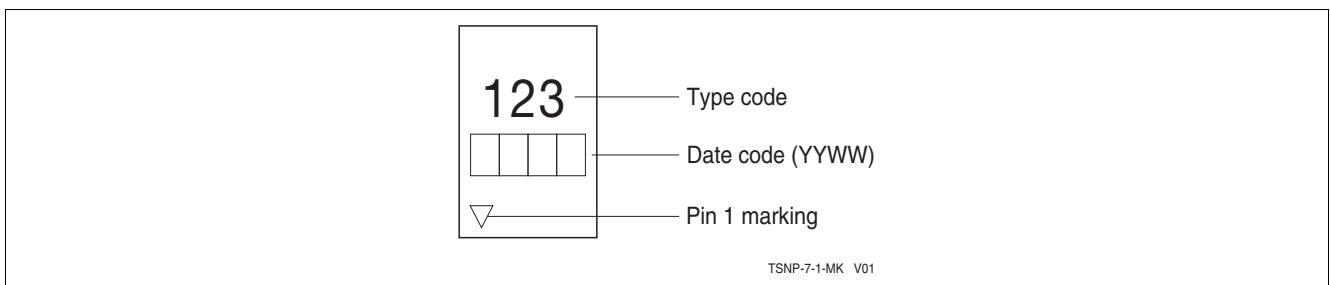 123
Type code
Date code (YYWW)
Pin 1 marking
TSNP-7-1-MK V01